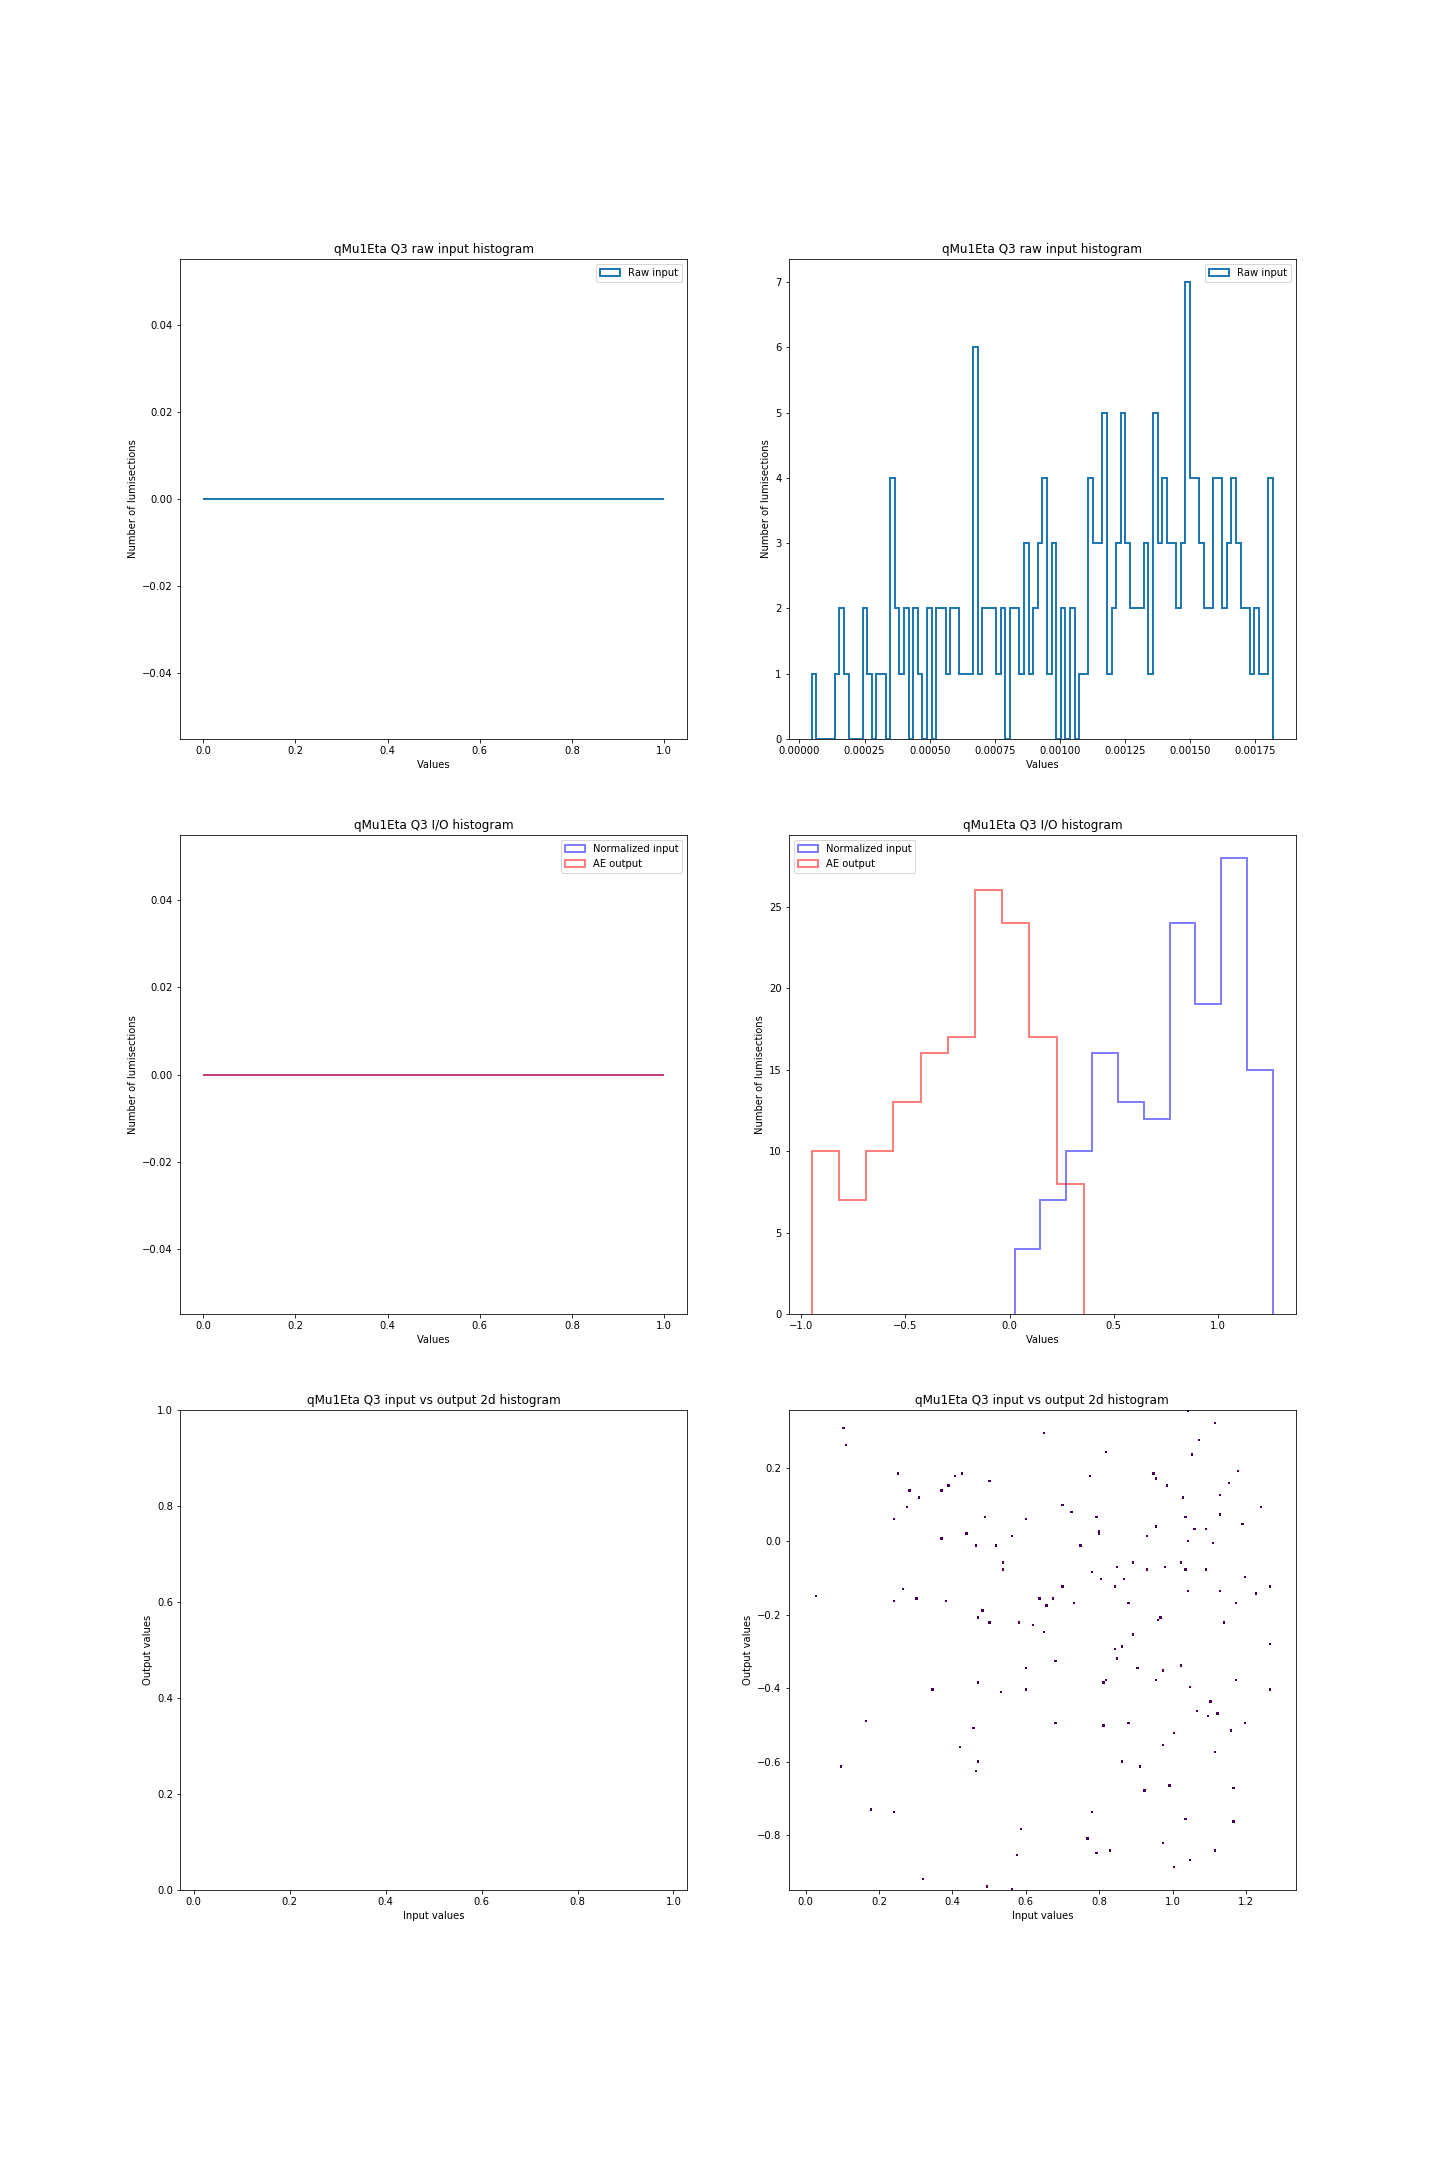 qMu1Eta Q3 raw input histogram
Raw input
0.04
0.02
0.00
−0.02
−0.04
Number of lumisections
0.0 0.2 0.4 0.6 0.8 1.0
Values
qMu1Eta Q3 raw input histogram
Raw input
7
6
5
4
3
2
1
0
Number of lumisections
0.00000 0.00025 0.00050 0.00075 0.00100 0.00125 0.00150 0.00175
Values
qMu1Eta Q3 I/O histogram
Normalized input
AE output
0.04
0.02
0.00
−0.02
−0.04
Number of lumisections
0.0 0.2 0.4 0.6 0.8 1.0
Values
qMu1Eta Q3 I/O histogram
Normalized input
AE output
25
20
15
10
5
0
Number of lumisections
−1.0 −0.5 0.0 0.5 1.0
Values
qMu1Eta Q3 input vs output 2d histogram
1.0
0.8
0.6
0.4
0.2
0.0
Output values
0.0 0.2 0.4 0.6 0.8 1.0
Input values
qMu1Eta Q3 input vs output 2d histogram
0.2
0.0
−0.2
−0.4
−0.6
−0.8
Output values
0.0 0.2 0.4 0.6 0.8 1.0 1.2
Input values